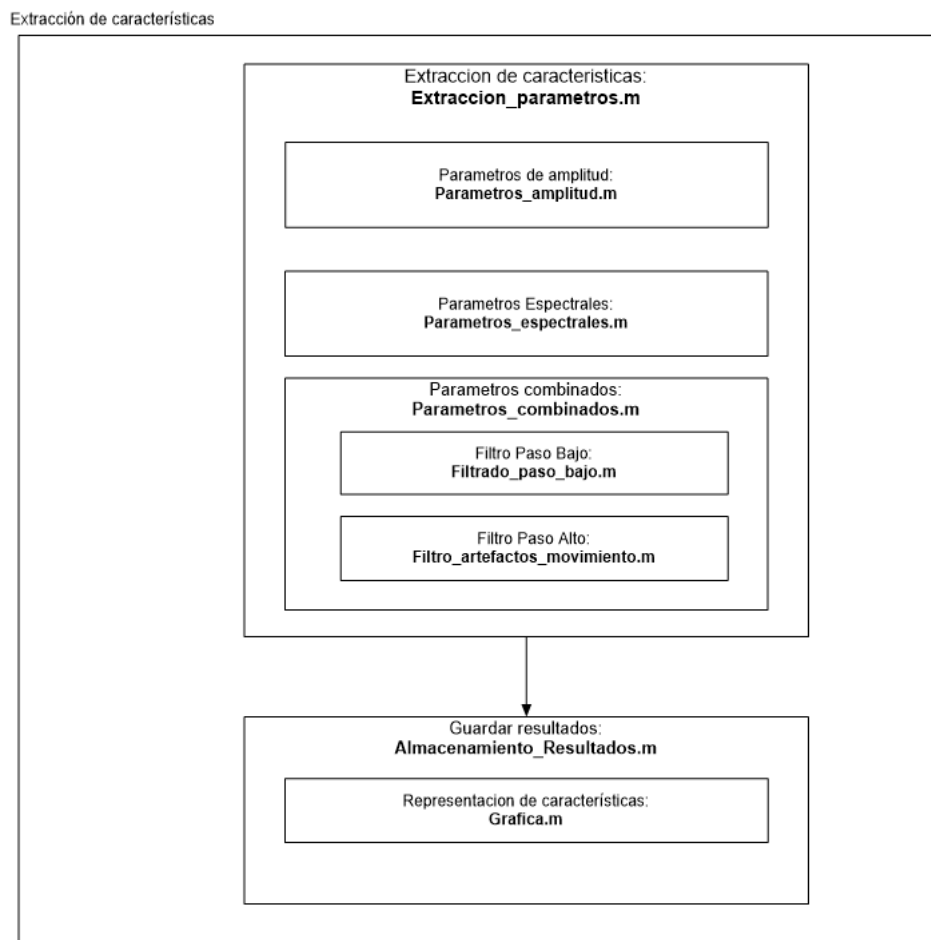 Extracción de características
Extraccion de caracteristicas:
Extraccion_parametros.m
Parametros de amplitud:
Parametros_amplitud.m
Parametros Espectrales:
Parametros_espectrales.m
Parametros combinados:
Parametros_combinados.m
Filtro Paso Bajo:
Filtrado_paso_bajo.m
Filtro Paso Alto:
Filtro_artefactos_movimiento.m
Guardar resultados:
Almacenamiento_Resultados.m
Representacion de características:
Grafica.m